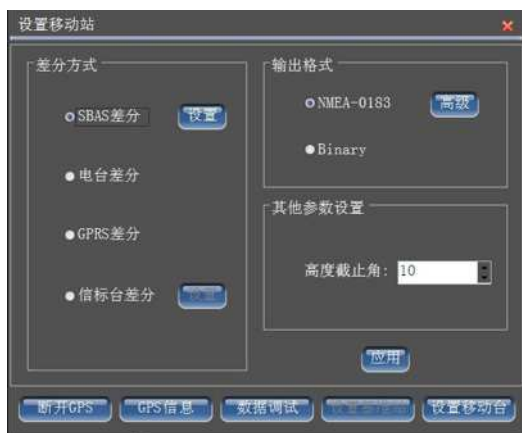 设置移动站
差分方式
SBAS差分
设置
电台差分
GPRS差分
信标台差分
设置
输出格式
NMEA-0183
高级
Binary
其他参数设置
高度截止角: 10
应用
断开GPS
GPS信息
数据调试
设置移动台